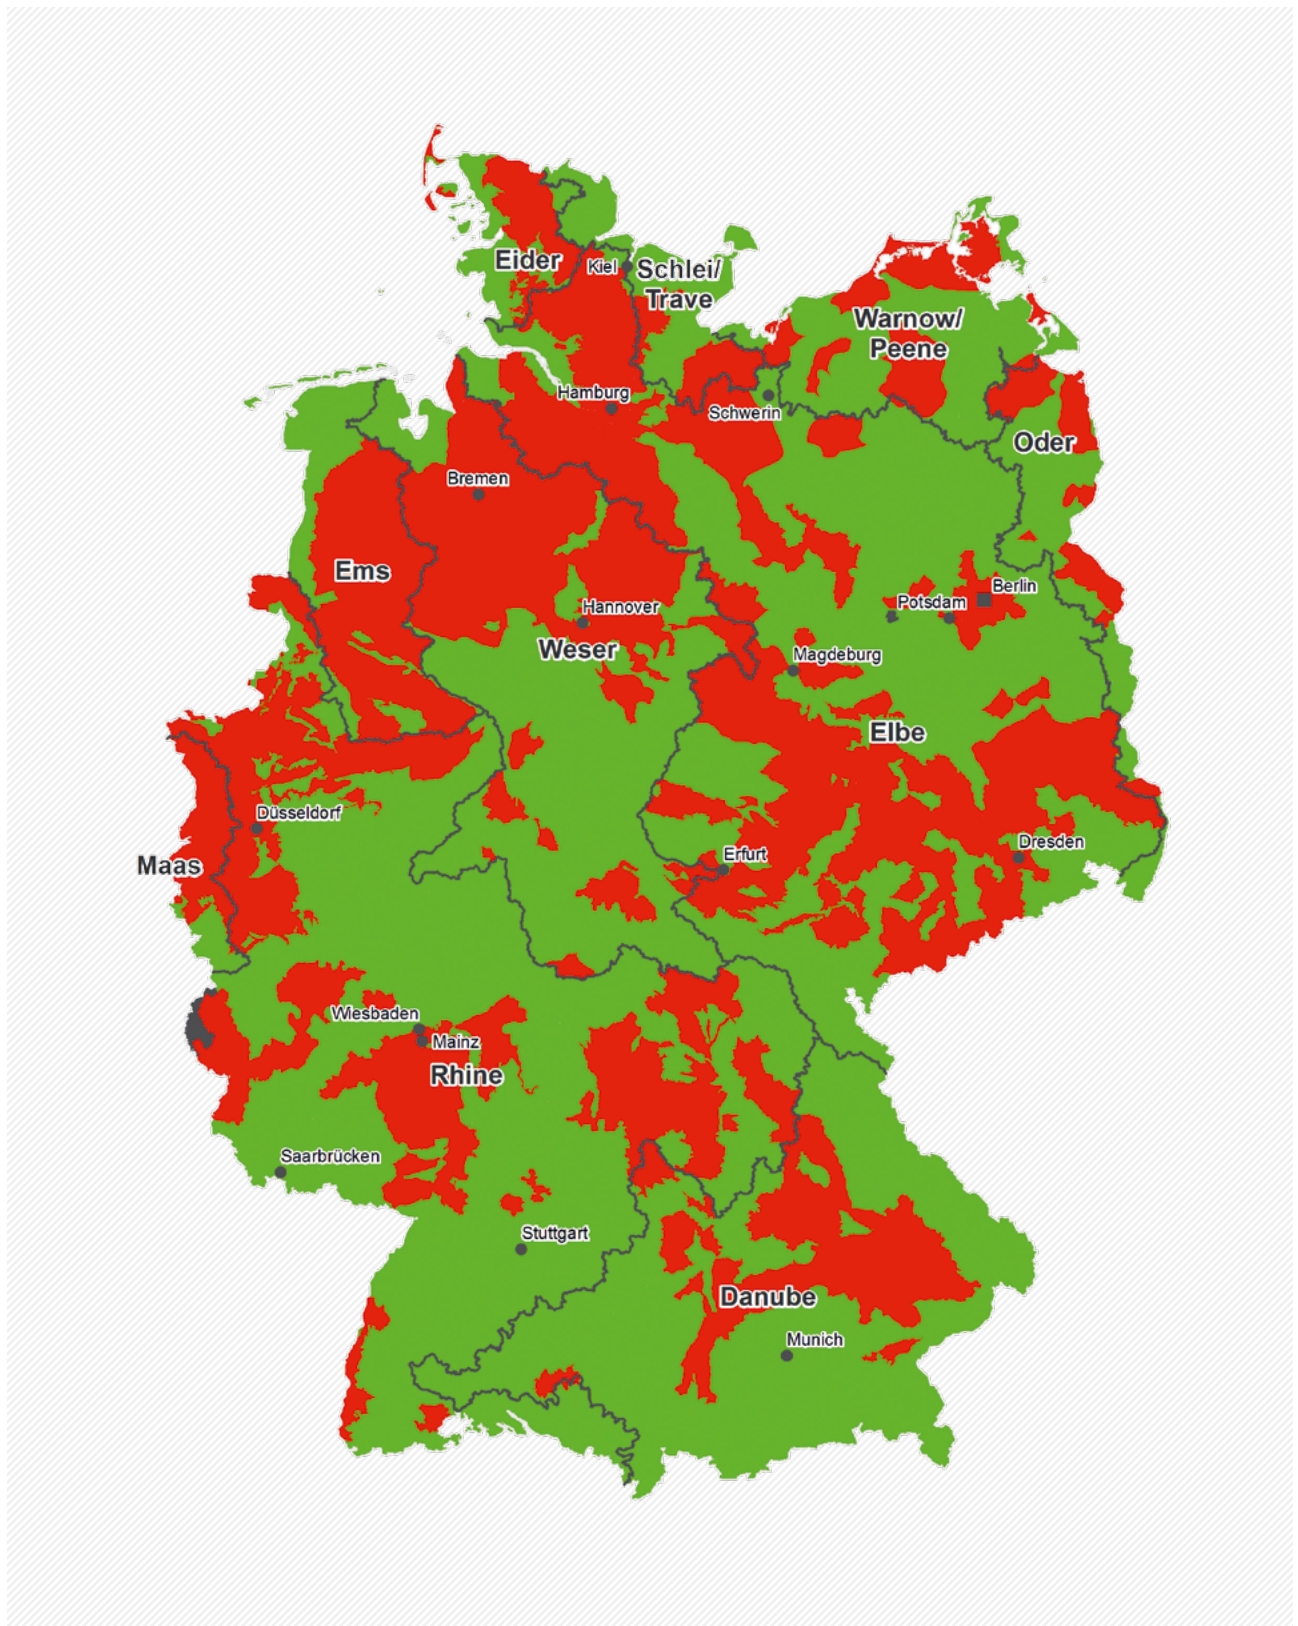 Eider
Kiel
Schlei/
Trave
Warnow/
Peene
Hamburg
Schwerin
Oder
Bremen
Ems
Berlin
Potsdam
Hannover
Weser
Magdeburg
Elbe
Düsseldorf
Dresden
Erfurt
Maas
Wiesbaden
Mainz
Rhine
Saarbrücken
Stuttgart
Danube
Munich